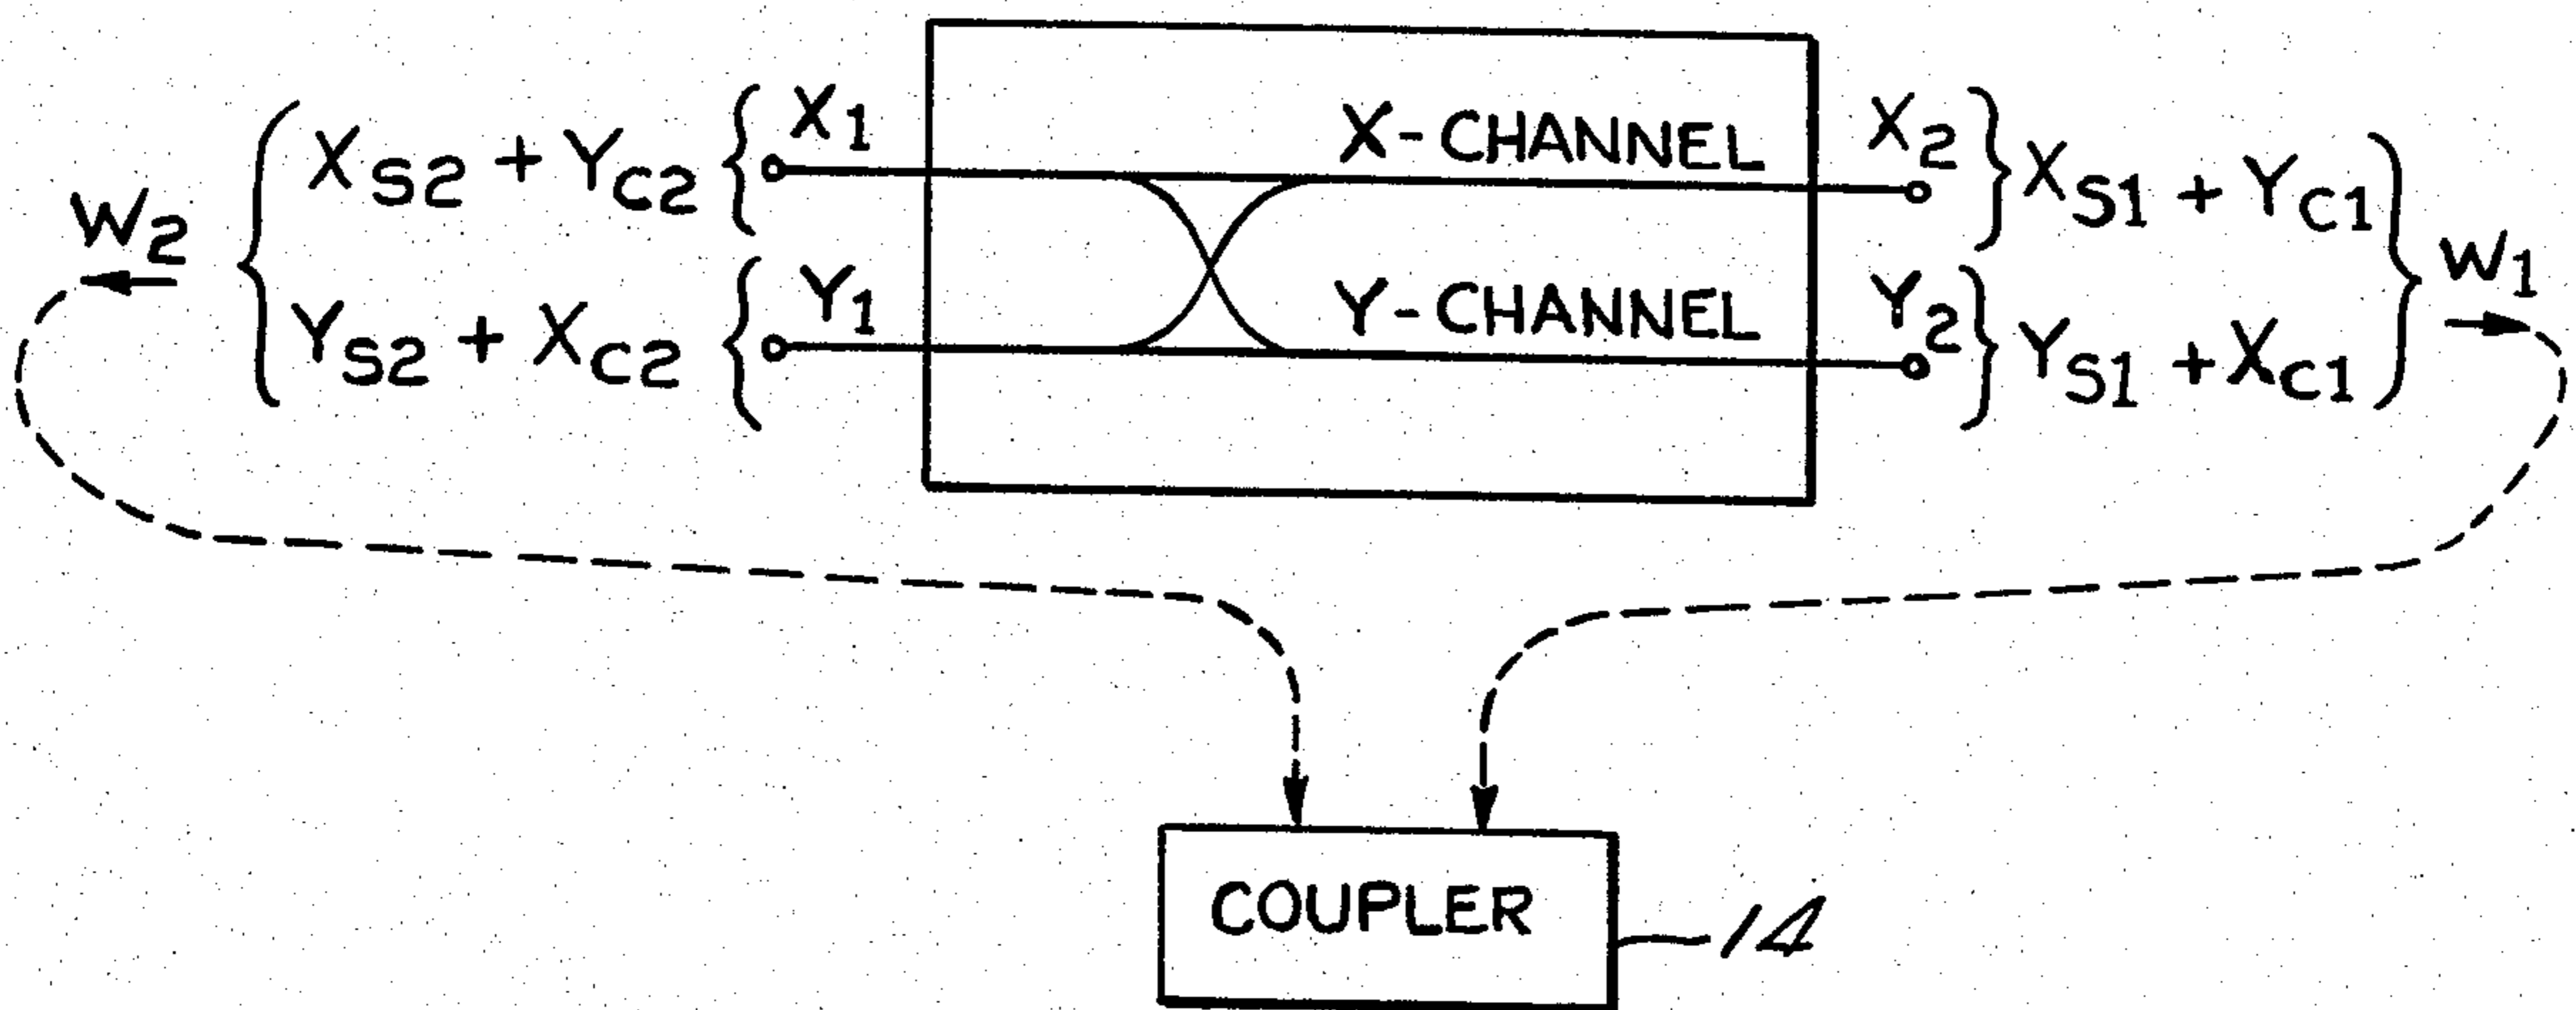 W2 { XS2 + YC2 { X1 X-CHANNEL X2 } XS1 + YC1 } W1
YS2 + XC2 { Y1 Y-CHANNEL Y2 } YS1 + XC1
COUPLER 14